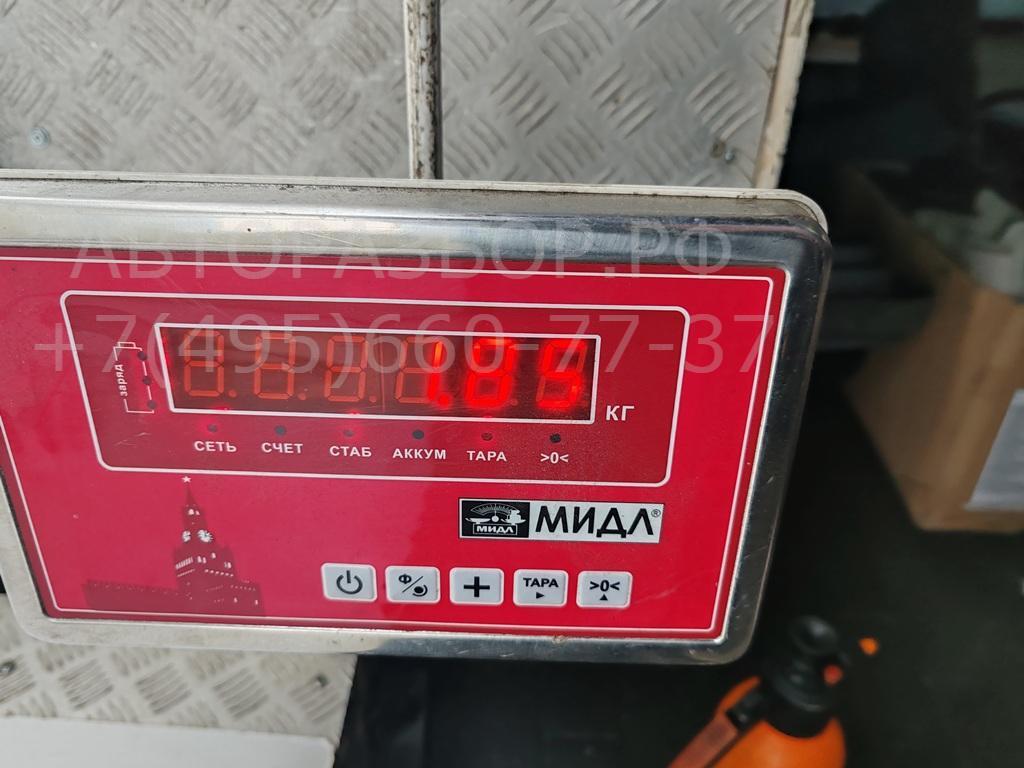 АВТОРАЗБОР.РФ
+7(495)660-77-37
заряд
1.85
КГ
СЕТЬ СЧЕТ СТАБ АККУМ ТАРА >0<
МИДЛ МИДЛ®
Ф/ + ТАРА >0<